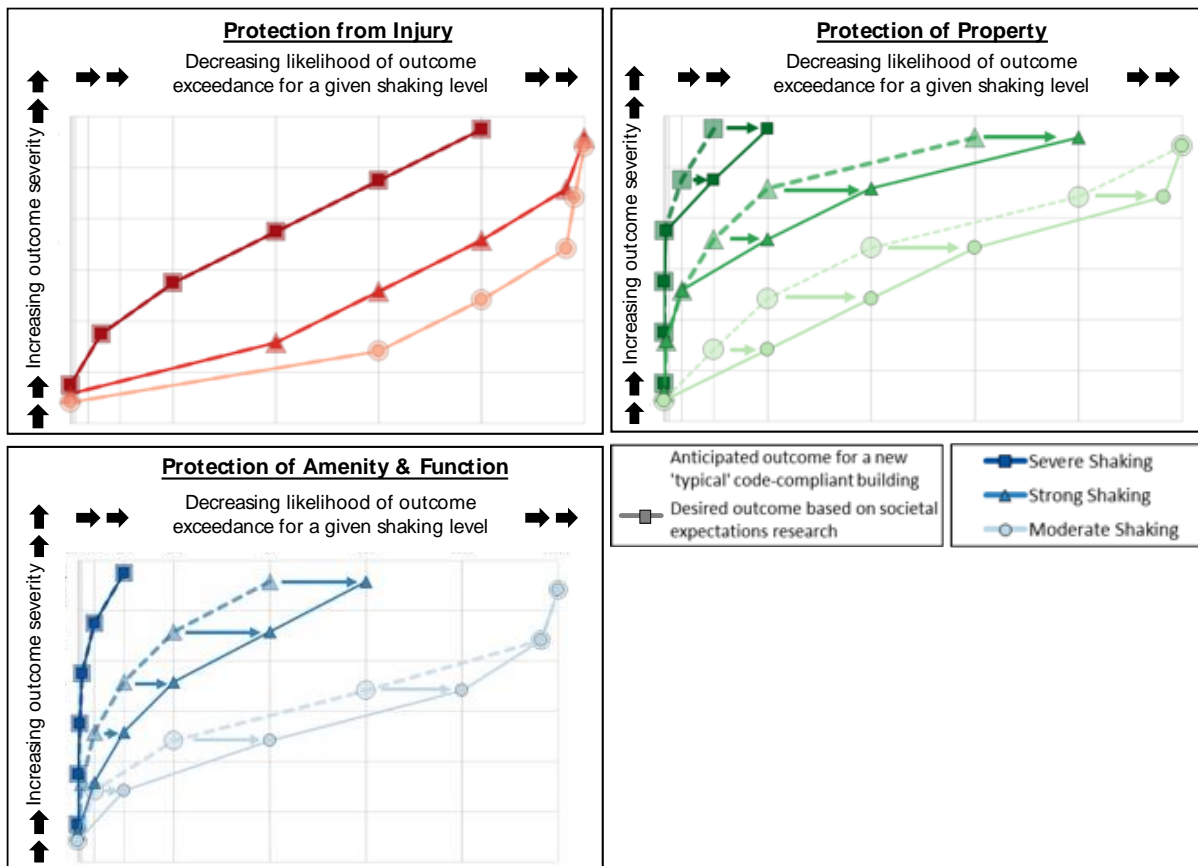 Protection from Injury
Decreasing likelihood of outcome
exceedance for a given shaking level
Increasing outcome severity
Protection of Property
Decreasing likelihood of outcome
exceedance for a given shaking level
Increasing outcome severity
Protection of Amenity & Function
Decreasing likelihood of outcome
exceedance for a given shaking level
Increasing outcome severity
Anticipated outcome for a new
'typical' code-compliant building
Desired outcome based on societal
expectations research
Severe Shaking
Strong Shaking
Moderate Shaking